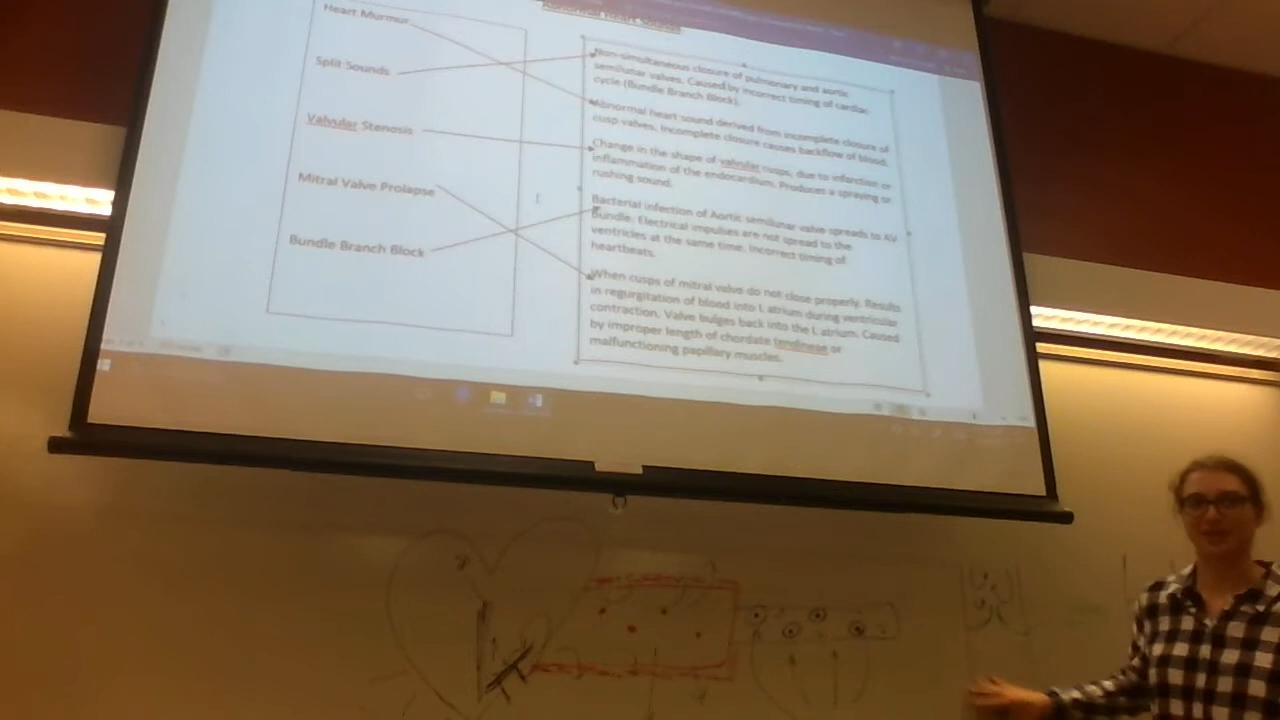 Abnormal Heart Sounds
Heart Murmur
Split Sounds
Valvular Stenosis
Mitral Valve Prolapse
Bundle Branch Block
Non-simultaneous closure of pulmonary and aortic
semilunar valves. Caused by incorrect timing of cardiac
cycle (Bundle Branch Block).
Abnormal heart sound derived from incomplete closure of
cusp valves. Incomplete closure causes backflow of blood.
Change in the shape of valvular cusps, due to infarction or
inflammation of the endocardium. Produces a spraying or
rushing sound.
Bacterial infection of Aortic semilunar valve spreads to AV
Bundle. Electrical impulses are not spread to the
ventricles at the same time. Incorrect timing of
heartbeats.
When cusps of mitral valve do not close properly. Results
in regurgitation of blood into L atrium during ventricular
contraction. Valve bulges back into the L atrium. Caused
by improper length of chordate tendineae or
malfunctioning papillary muscles.